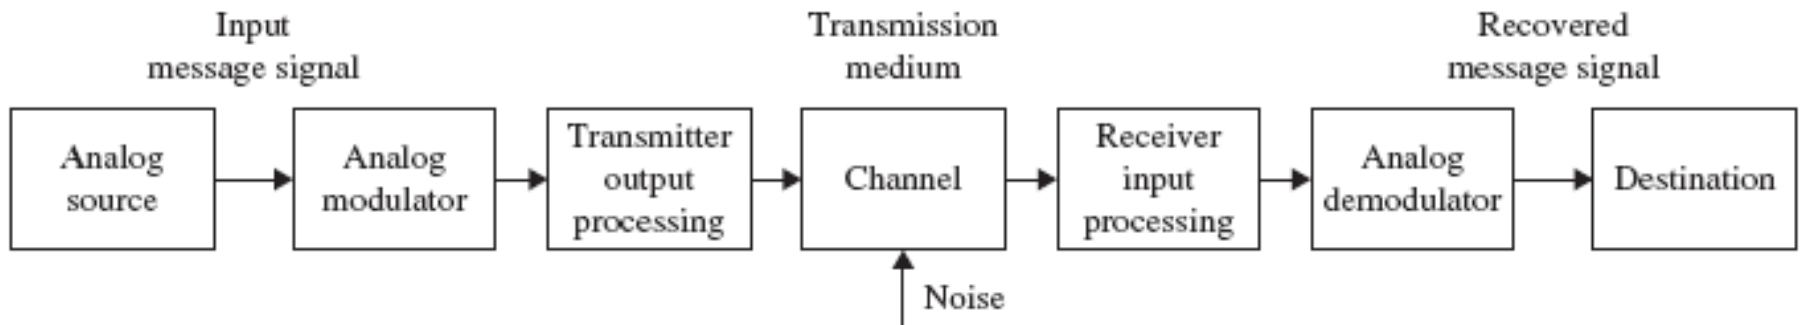 Input
message signal
Transmission
medium
Recovered
message signal
Analog
source
Analog
modulator
Transmitter
output
processing
Channel
Receiver
input
processing
Analog
demodulator
Destination
Noise